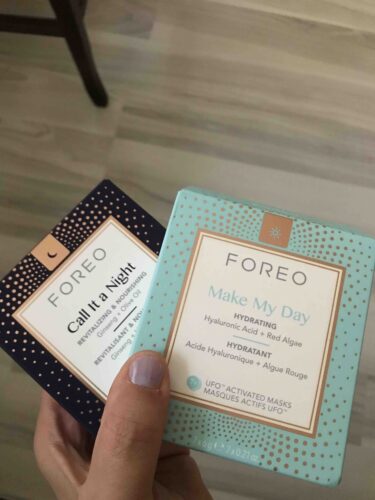 FOREO
Call It a Night
REVITALIZING & NOURISHING
Ginseng + Olive Oil
REVITALISANT &
Ginseng
FOREO
Make My Day
HYDRATING
Hyaluronic Acid + Red Algae
HYDRATANT
Acide Hyaluronique + Algue Rouge
UFO™ ACTIVATED MASKS
MASQUES ACTIFS UFO™